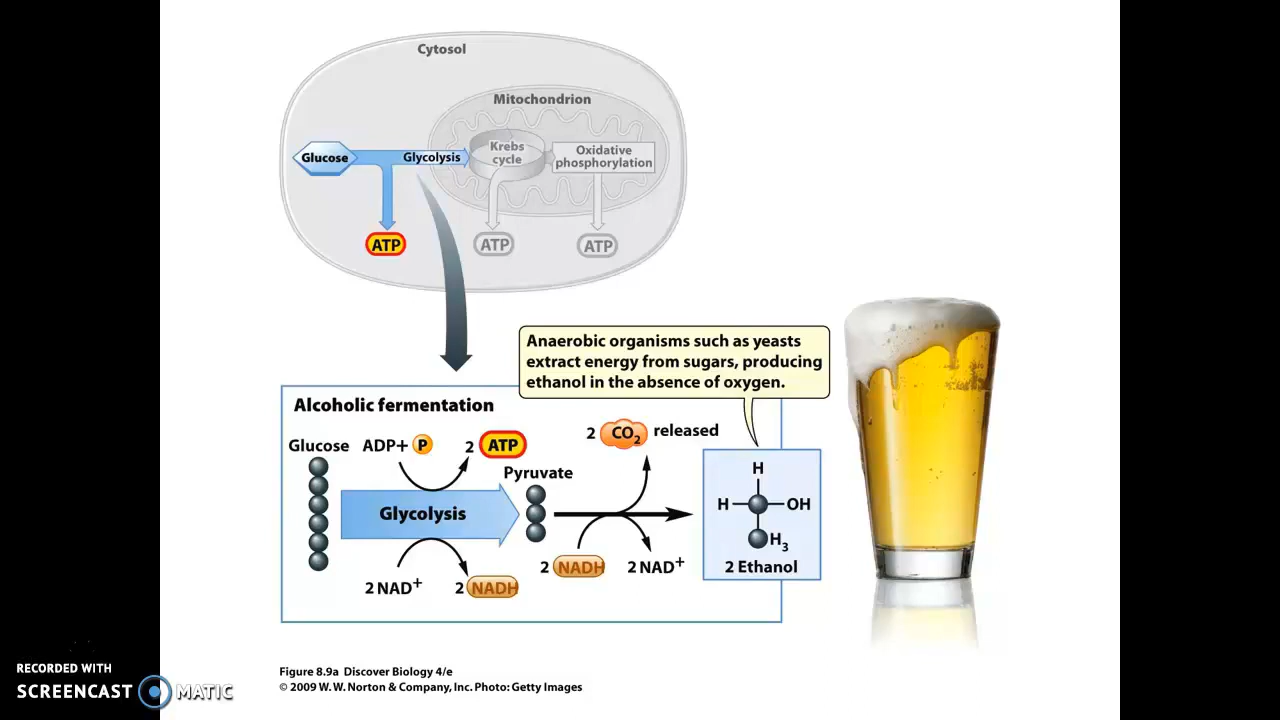 Cytosol
Mitochondrion
Glucose
Glycolysis
Krebs
cycle
Oxidative
phosphorylation
ATP
ATP
ATP
Anaerobic organisms such as yeasts
extract energy from sugars, producing
ethanol in the absence of oxygen.
Alcoholic fermentation
Glucose
ADP+ P
2 ATP
Glycolysis
2 NAD⁺
2 NADH
Pyruvate
2 CO₂ released
2 NADH
2 NAD⁺
H
H
OH
H₃
2 Ethanol
Figure 8.9a Discover Biology 4/e
© 2009 W. W. Norton & Company, Inc. Photo: Getty Images
RECORDED WITH
SCREENCAST MATIC